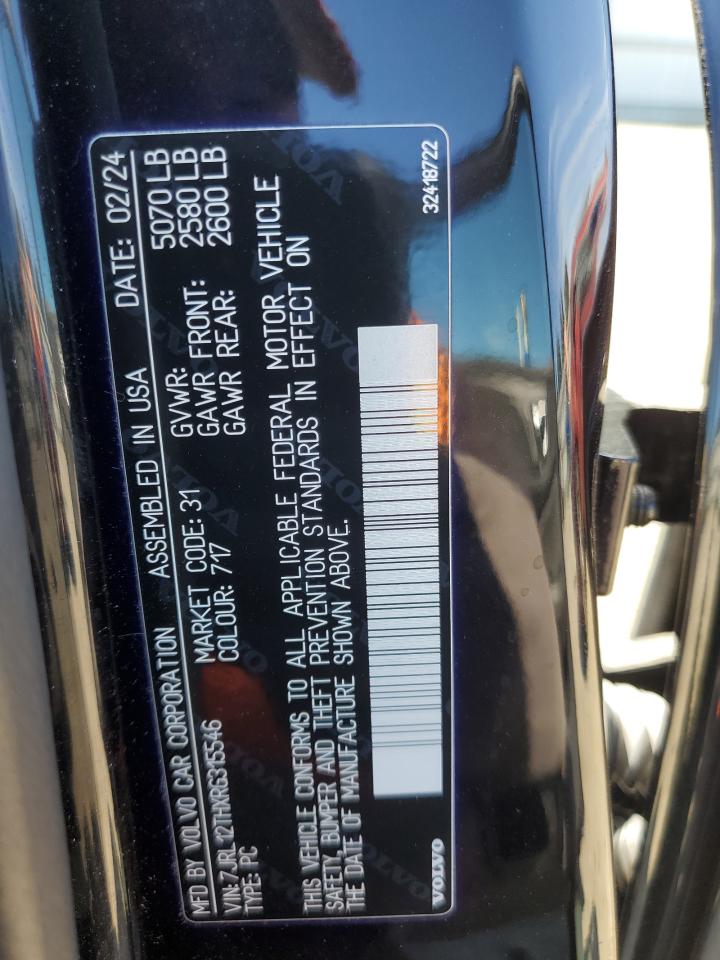 MFD BY VOLVO CAR CORPORATION ASSEMBLED IN USA DATE: 02/24
VIN: 7JRL22THXRG315546 MARKET CODE: 31 GVWR: 5070 LB
TYPE: PC COLOUR: 717 GAWR FRONT: 2580 LB
GAWR REAR: 2600 LB
THIS VEHICLE CONFORMS TO ALL APPLICABLE FEDERAL MOTOR VEHICLE
SAFETY, BUMPER AND THEFT PREVENTION STANDARDS IN EFFECT ON
THE DATE OF MANUFACTURE SHOWN ABOVE.
VOLVO 32418722